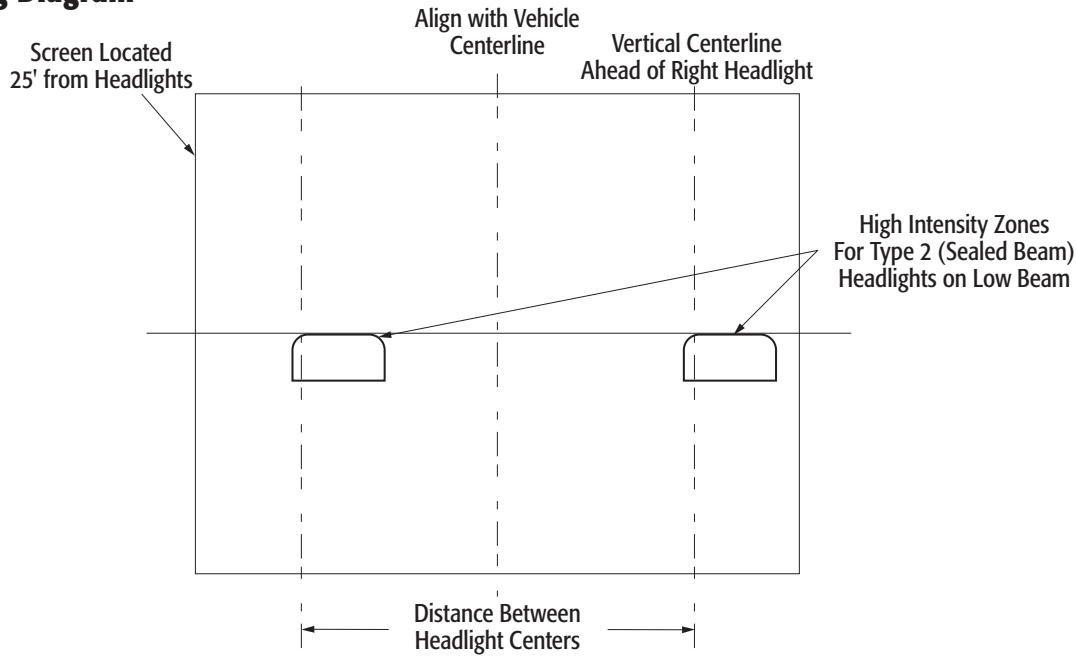 Diagram
Align with Vehicle
Centerline
Screen Located
25' from Headlights
Vertical Centerline
Ahead of Right Headlight
High Intensity Zones
For Type 2 (Sealed Beam)
Headlights on Low Beam
Distance Between
Headlight Centers